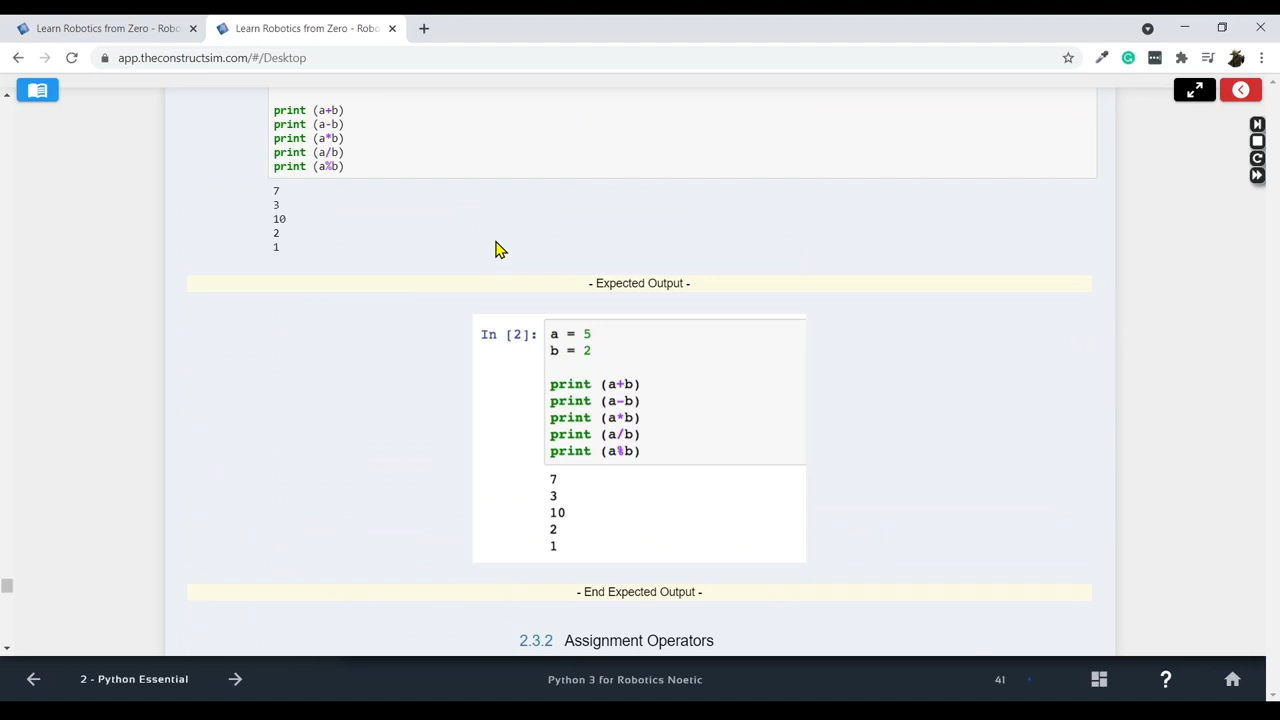 Learn Robotics from Zero - Robo
Learn Robotics from Zero - Robo
app.theconstructsim.com/#/Desktop
print (a+b)
print (a-b)
print (a*b)
print (a/b)
print (a%b)
7
3
10
2
1
- Expected Output -
In [2]: a = 5
b = 2
print (a+b)
print (a-b)
print (a*b)
print (a/b)
print (a%b)
7
3
10
2
1
- End Expected Output -
2.3.2 Assignment Operators
2 - Python Essential
Python 3 for Robotics Noetic
41
?